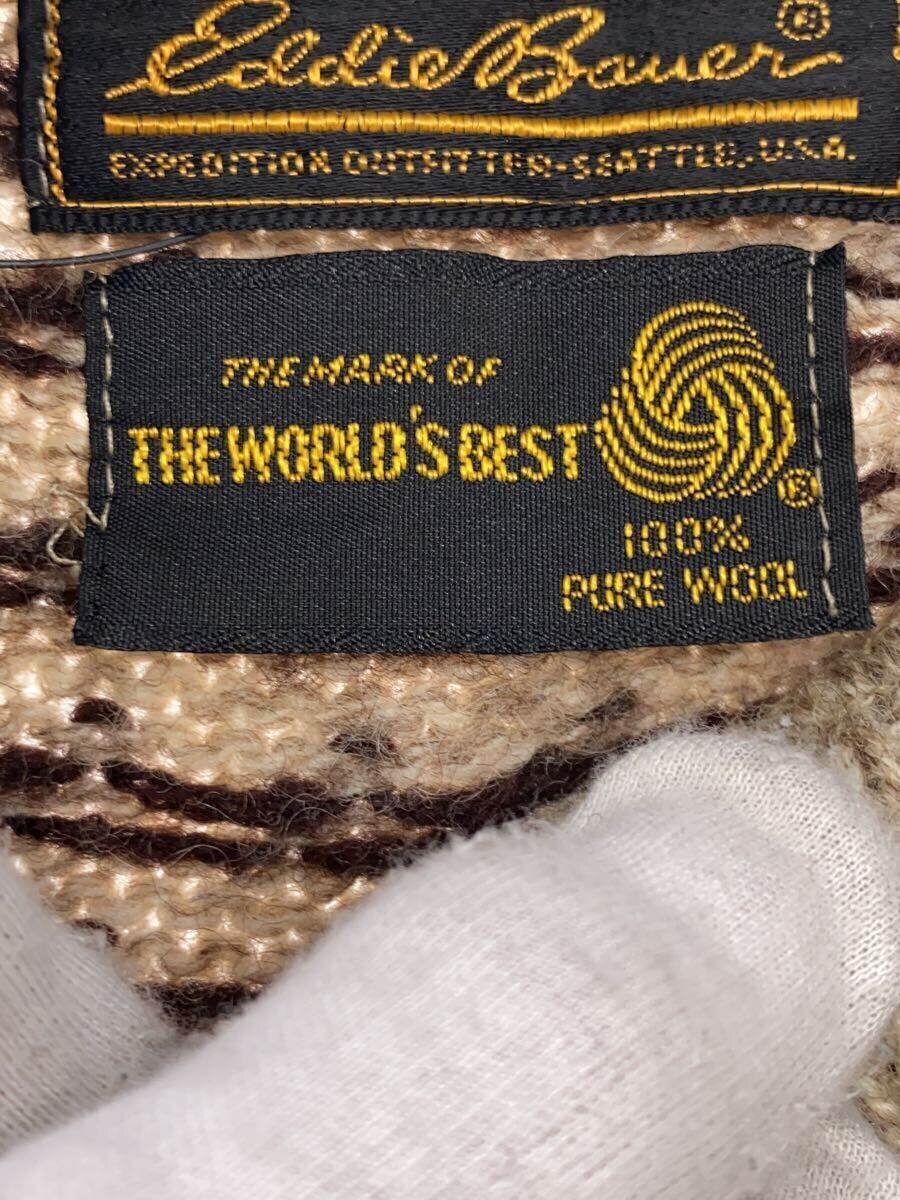 Eddie Bauer®
EXPEDITION OUTFITTER-SEATTLE, U.S.A.
THE MARK OF
THE WORLD'S BEST
®
100%
PURE WOOL